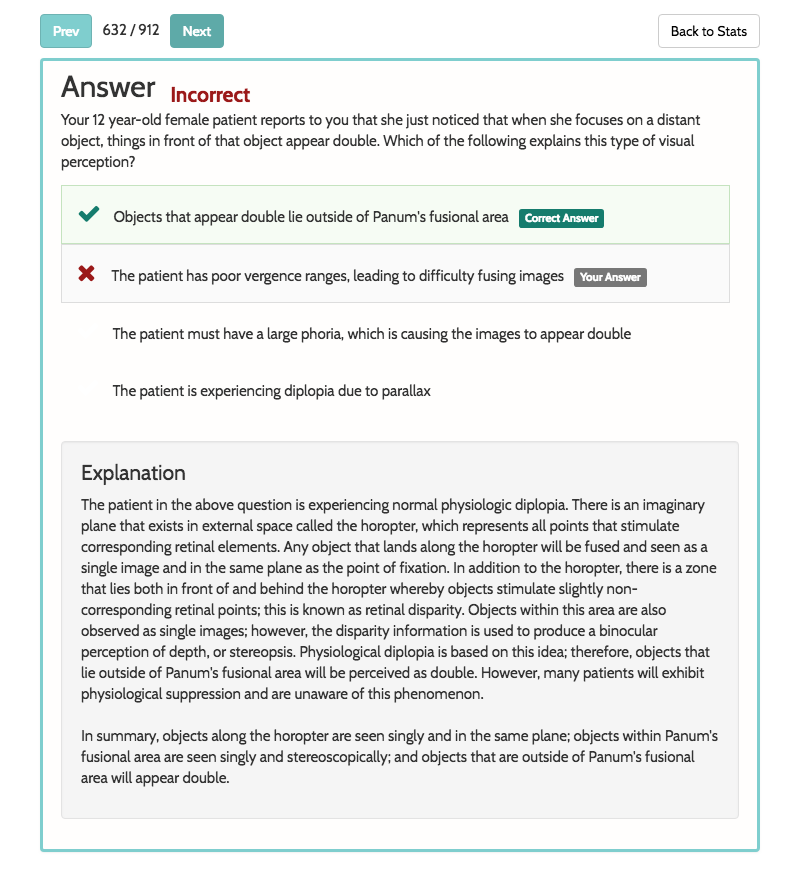 Prev 632 / 912 Next Back to Stats
Answer Incorrect
Your 12 year-old female patient reports to you that she just noticed that when she focuses on a distant
object, things in front of that object appear double. Which of the following explains this type of visual
perception?
Objects that appear double lie outside of Panum's fusional area Correct Answer
The patient has poor vergence ranges, leading to difficulty fusing images Your Answer
The patient must have a large phoria, which is causing the images to appear double
The patient is experiencing diplopia due to parallax
Explanation
The patient in the above question is experiencing normal physiologic diplopia. There is an imaginary
plane that exists in external space called the horopter, which represents all points that stimulate
corresponding retinal elements. Any object that lands along the horopter will be fused and seen as a
single image and in the same plane as the point of fixation. In addition to the horopter, there is a zone
that lies both in front of and behind the horopter whereby objects stimulate slightly non-
corresponding retinal points; this is known as retinal disparity. Objects within this area are also
observed as single images; however, the disparity information is used to produce a binocular
perception of depth, or stereopsis. Physiological diplopia is based on this idea; therefore, objects that
lie outside of Panum's fusional area will be perceived as double. However, many patients will exhibit
physiological suppression and are unaware of this phenomenon.
In summary, objects along the horopter are seen singly and in the same plane; objects within Panum's
fusional area are seen singly and stereoscopically; and objects that are outside of Panum's fusional
area will appear double.